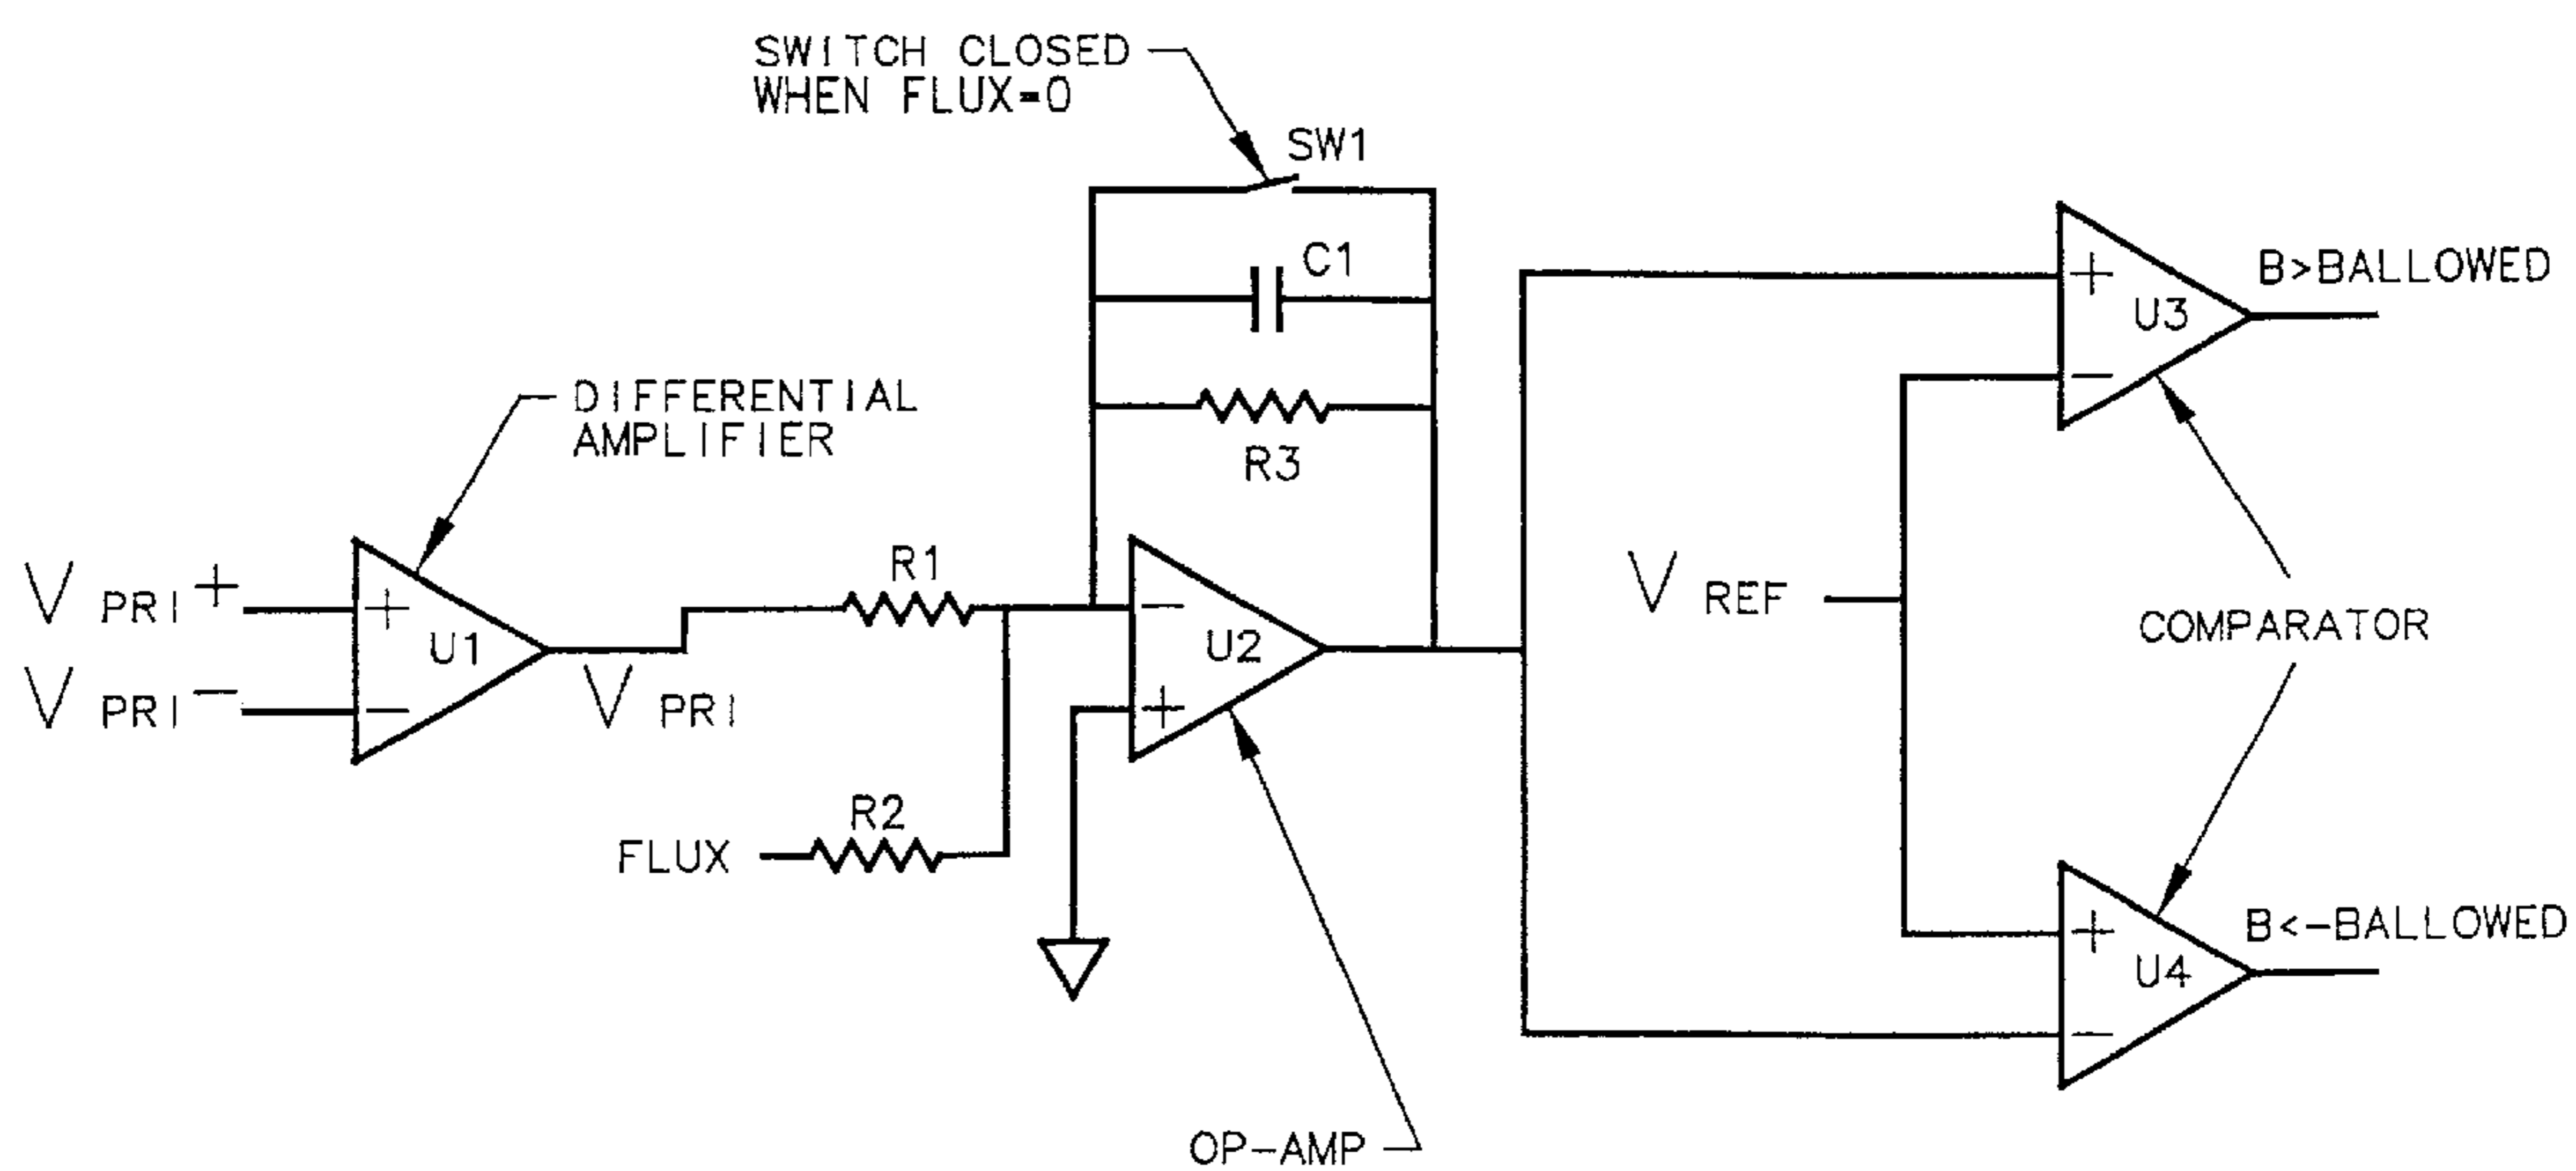 SWITCH CLOSED
WHEN FLUX=0
SW1
C1
B>BALLOWED
+
U3
−
DIFFERENTIAL
AMPLIFIER
R3
R1
V PRI +
V PRI −
+
U1
−
V PRI
−
U2
+
V REF
COMPARATOR
R2
FLUX
+
U4
−
B<-BALLOWED
OP-AMP